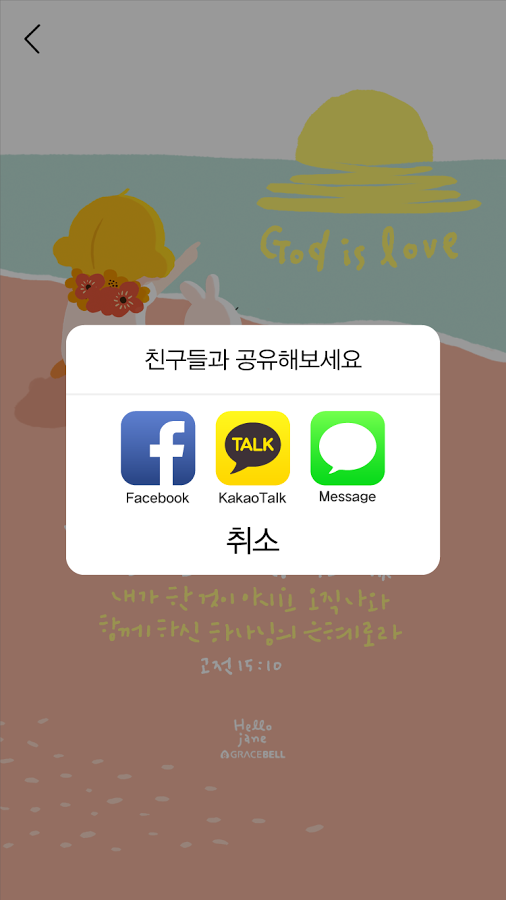 God is love
친구들과 공유해보세요
TALK
Facebook KakaoTalk Message
취소
내가 한 것이 아니요 오직 나와
함께 하신 하나님의 은혜로라
고전 15:10
Hello
jane
GRACEBELL